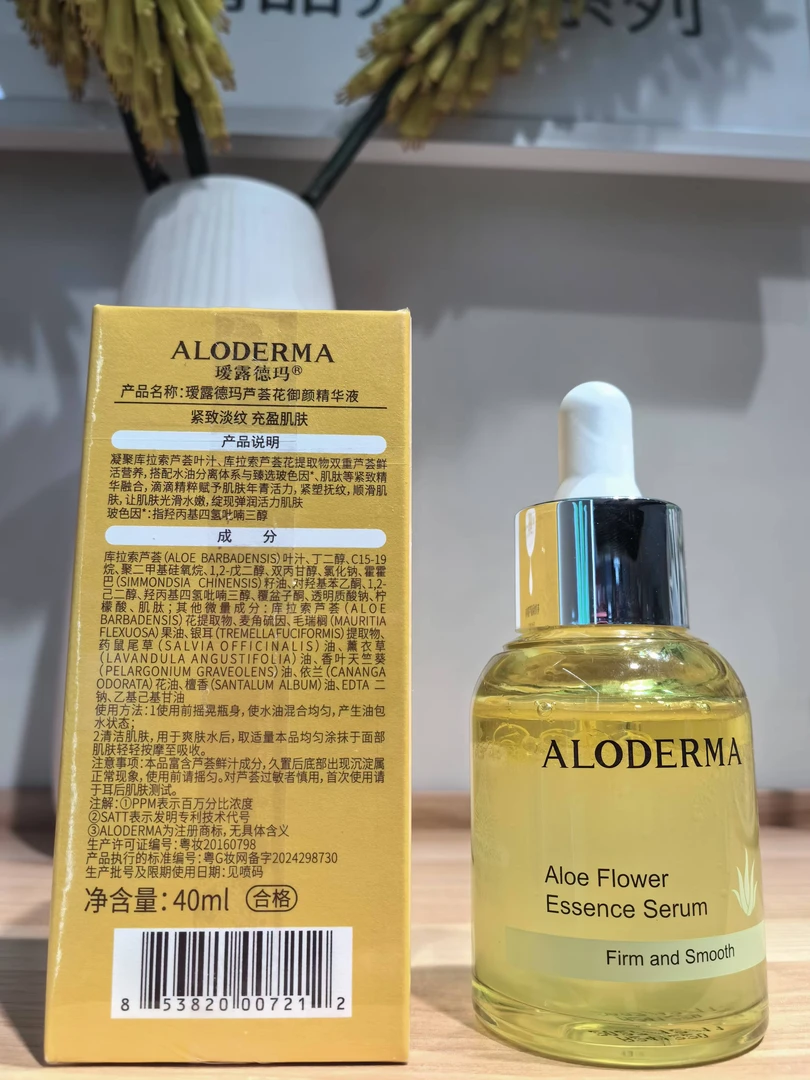 系列
ALODERMA
瑷露德玛®
产品名称:瑷露德玛芦荟花御颜精华液
紧致淡纹 充盈肌肤
产品说明
凝聚库拉索芦荟叶汁、库拉索芦荟花提取物双重芦荟鲜
活营养,搭配水油分离体系与臻选玻色因*、肌肽等紧致精
华融合,滴滴精粹赋予肌肤年青活力,紧塑抚纹,顺滑肌
肤,让肌肤光滑水嫩,绽现弹润活力肌肤
玻色因*:指羟丙基四氢吡喃三醇
成 分
库拉索芦荟(ALOE BARBADENSIS)叶汁、丁二醇、C15-19
烷、聚二甲基硅氧烷、1,2-戊二醇、双丙甘醇、氯化钠、霍霍
巴(SIMMONDSIA CHINENSIS)籽油、对羟基苯乙酮、1,2-
己二醇、羟丙基四氢吡喃三醇、覆盆子酮、透明质酸钠、柠
檬酸、肌肽;其他微量成分:库拉索芦荟(ALOE
BARBADENSIS)花提取物、麦角硫因、毛瑞榈(MAURITIA
FLEXUOSA)果油、银耳(TREMELLA FUCIFORMIS)提取物、
药鼠尾草(SALVIA OFFICINALIS)油、薰衣草
(LAVANDULA ANGUSTIFOLIA)油、香叶天竺葵
(PELARGONIUM GRAVEOLENS)油、依兰(CANANGA
ODORATA)花油、檀香(SANTALUM ALBUM)油、EDTA 二
钠、乙基己基甘油
使用方法:1使用前摇晃瓶身,使水油混合均匀,产生油包
水状态;
2清洁肌肤,用于爽肤水后,取适量本品均匀涂抹于面部
肌肤轻轻按摩至吸收。
注意事项:本品富含芦荟鲜汁成分,久置后底部出现沉淀属
正常现象,使用前请摇匀。对芦荟过敏者慎用,首次使用请
于耳后肌肤测试。
注解:①PPM表示百万分比浓度
②SATT表示发明专利技术代号
③ALODERMA为注册商标,无具体含义
生产许可证编号:粤妆20160798
产品执行的标准编号:粤G妆网备字2024298730
生产批号及限期使用日期:见喷码
净含量:40ml 合格
8 53820 00721 2
ALODERMA
Aloe Flower
Essence Serum
Firm and Smooth